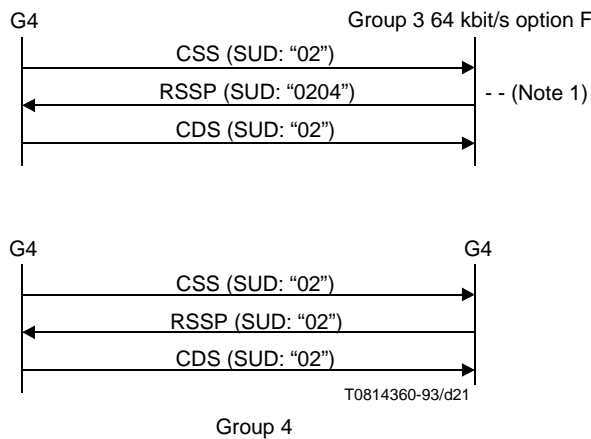 G4 Group 3 64 kbit/s option F
CSS (SUD: “02”)
RSSP (SUD: “0204”) - - (Note 1)
CDS (SUD: “02”)
G4 G4
CSS (SUD: “02”)
RSSP (SUD: “02”)
CDS (SUD: “02”)
T0814360-93/d21
Group 4